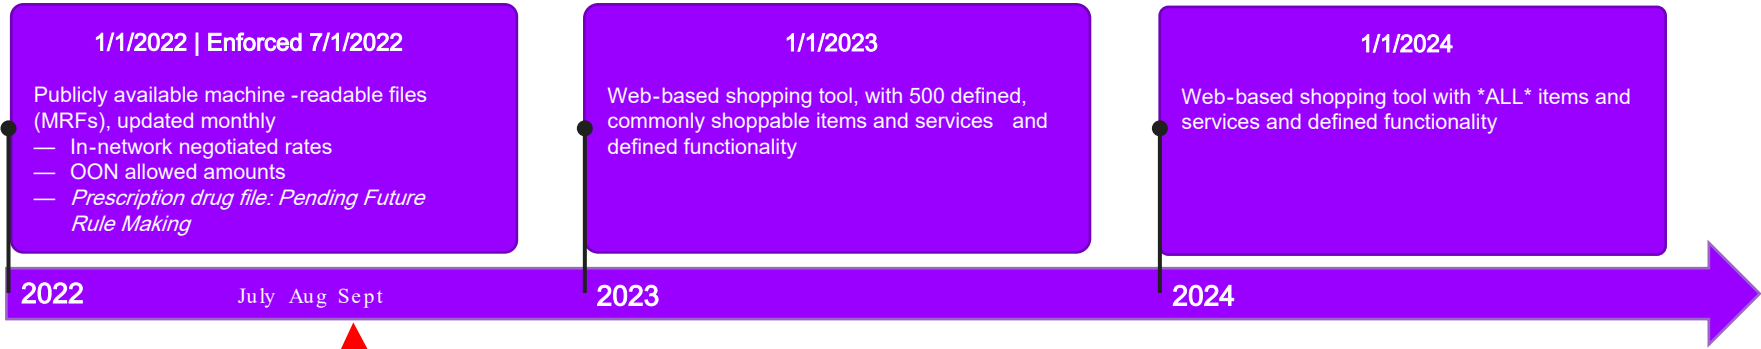 1/1/2022 | Enforced 7/1/2022
Publicly available machine -readable files
(MRFs), updated monthly
— In-network negotiated rates
— OON allowed amounts
— Prescription drug file: Pending Future
Rule Making
1/1/2023
Web-based shopping tool, with 500 defined,
commonly shoppable items and services and
defined functionality
1/1/2024
Web-based shopping tool with *ALL* items and
services and defined functionality
2022 July Aug Sept 2023 2024